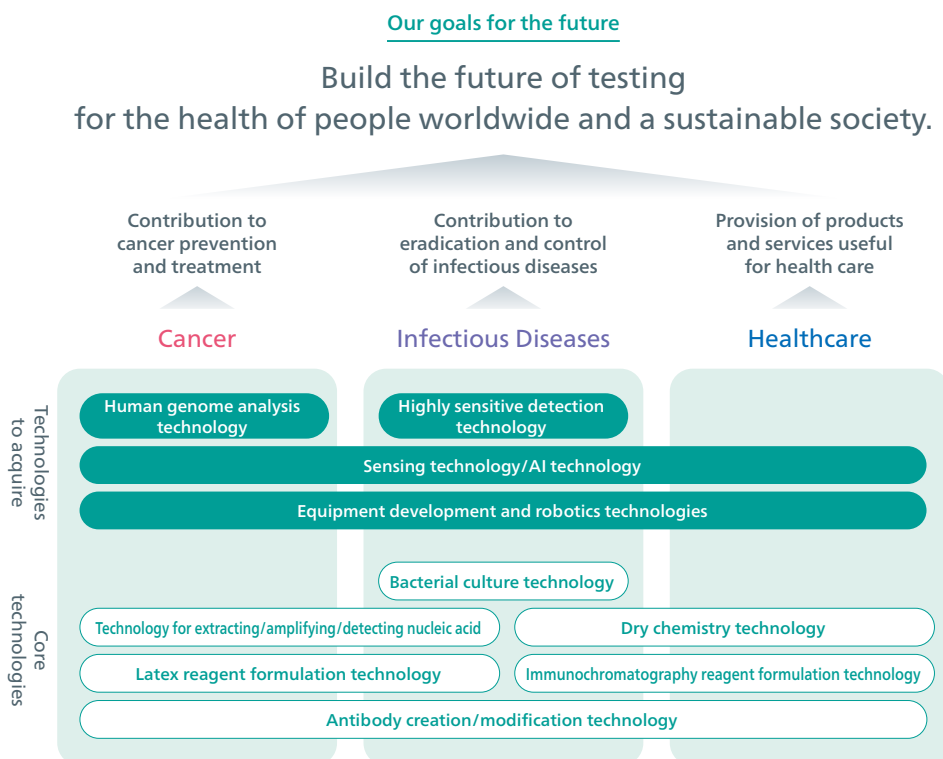 Our goals for the future
Build the future of testing
for the health of people worldwide and a sustainable society.
Contribution to
cancer prevention
and treatment
Contribution to
eradication and control
of infectious diseases
Provision of products
and services useful
for health care
Cancer
Infectious Diseases
Healthcare
Technologies
to acquire
Human genome analysis
technology
Highly sensitive detection
technology
Sensing technology/AI technology
Equipment development and robotics technologies
Core
technologies
Bacterial culture technology
Technology for extracting/amplifying/detecting nucleic acid
Dry chemistry technology
Latex reagent formulation technology
Immunochromatography reagent formulation technology
Antibody creation/modification technology